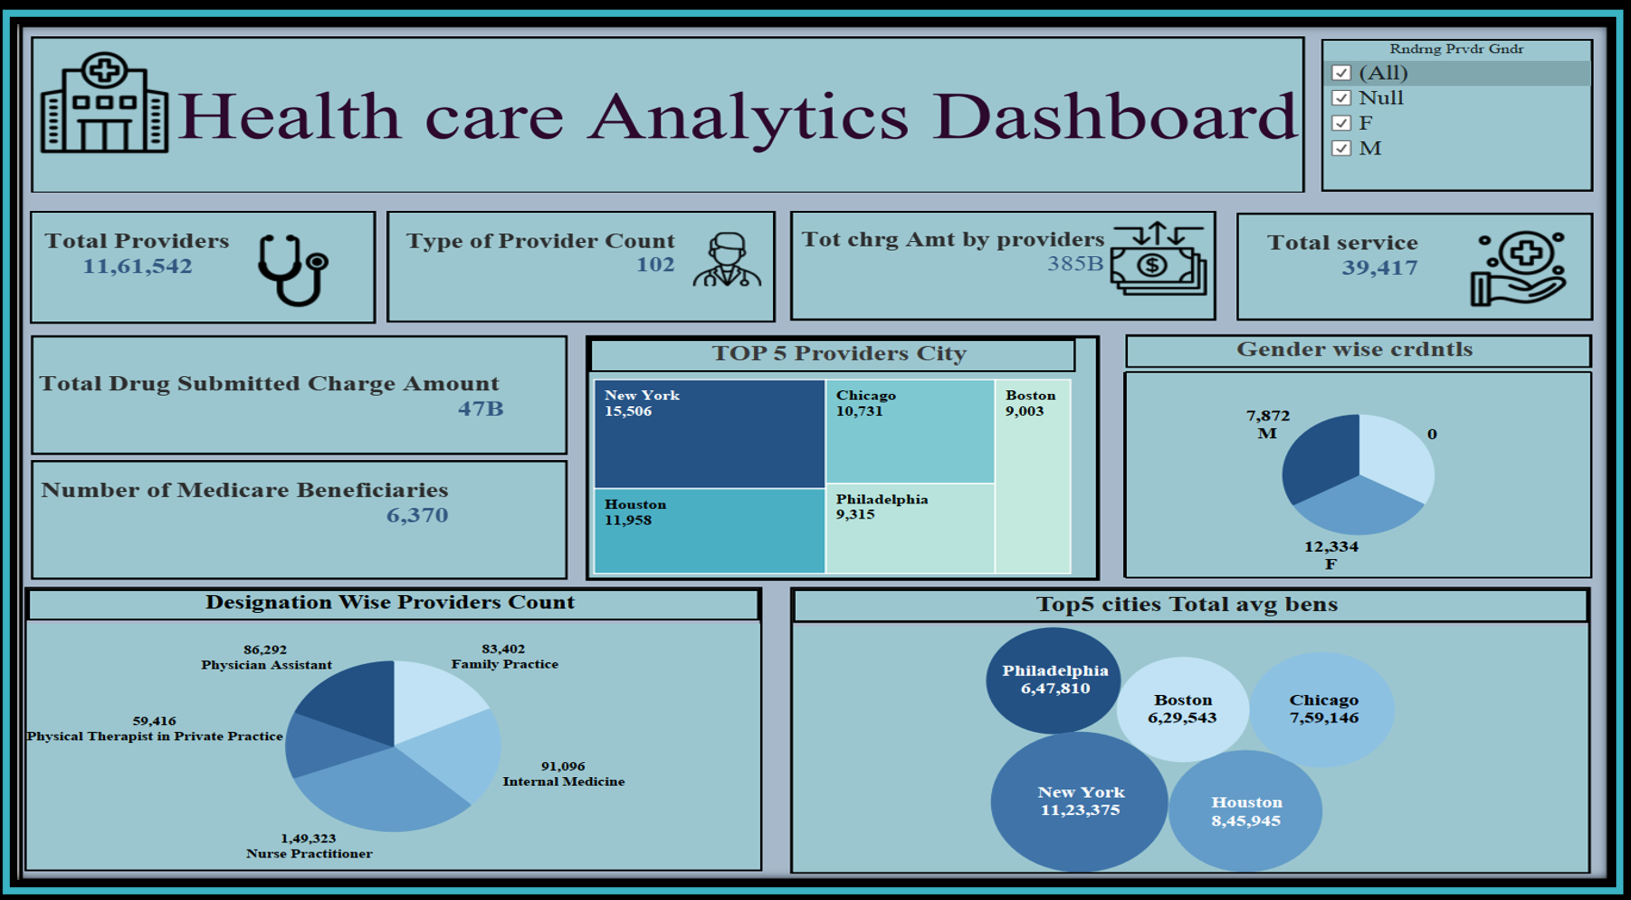 Health care Analytics Dashboard
Rndrng Prvdr Gndr
(All)
Null
F
M
Total Providers
11,61,542
Type of Provider Count
102
Tot chrg Amt by providers
385B
$
Total service
39,417
Total Drug Submitted Charge Amount
47B
Number of Medicare Beneficiaries
6,370
TOP 5 Providers City
New York
15,506
Houston
11,958
Chicago
10,731
Philadelphia
9,315
Boston
9,003
Gender wise crdntls
7,872
M
0
12,334
F
Designation Wise Providers Count
86,292
Physician Assistant
83,402
Family Practice
59,416
Physical Therapist in Private Practice
91,096
Internal Medicine
1,49,323
Nurse Practitioner
Top5 cities Total avg bens
Philadelphia
6,47,810
Boston
6,29,543
Chicago
7,59,146
New York
11,23,375
Houston
8,45,945